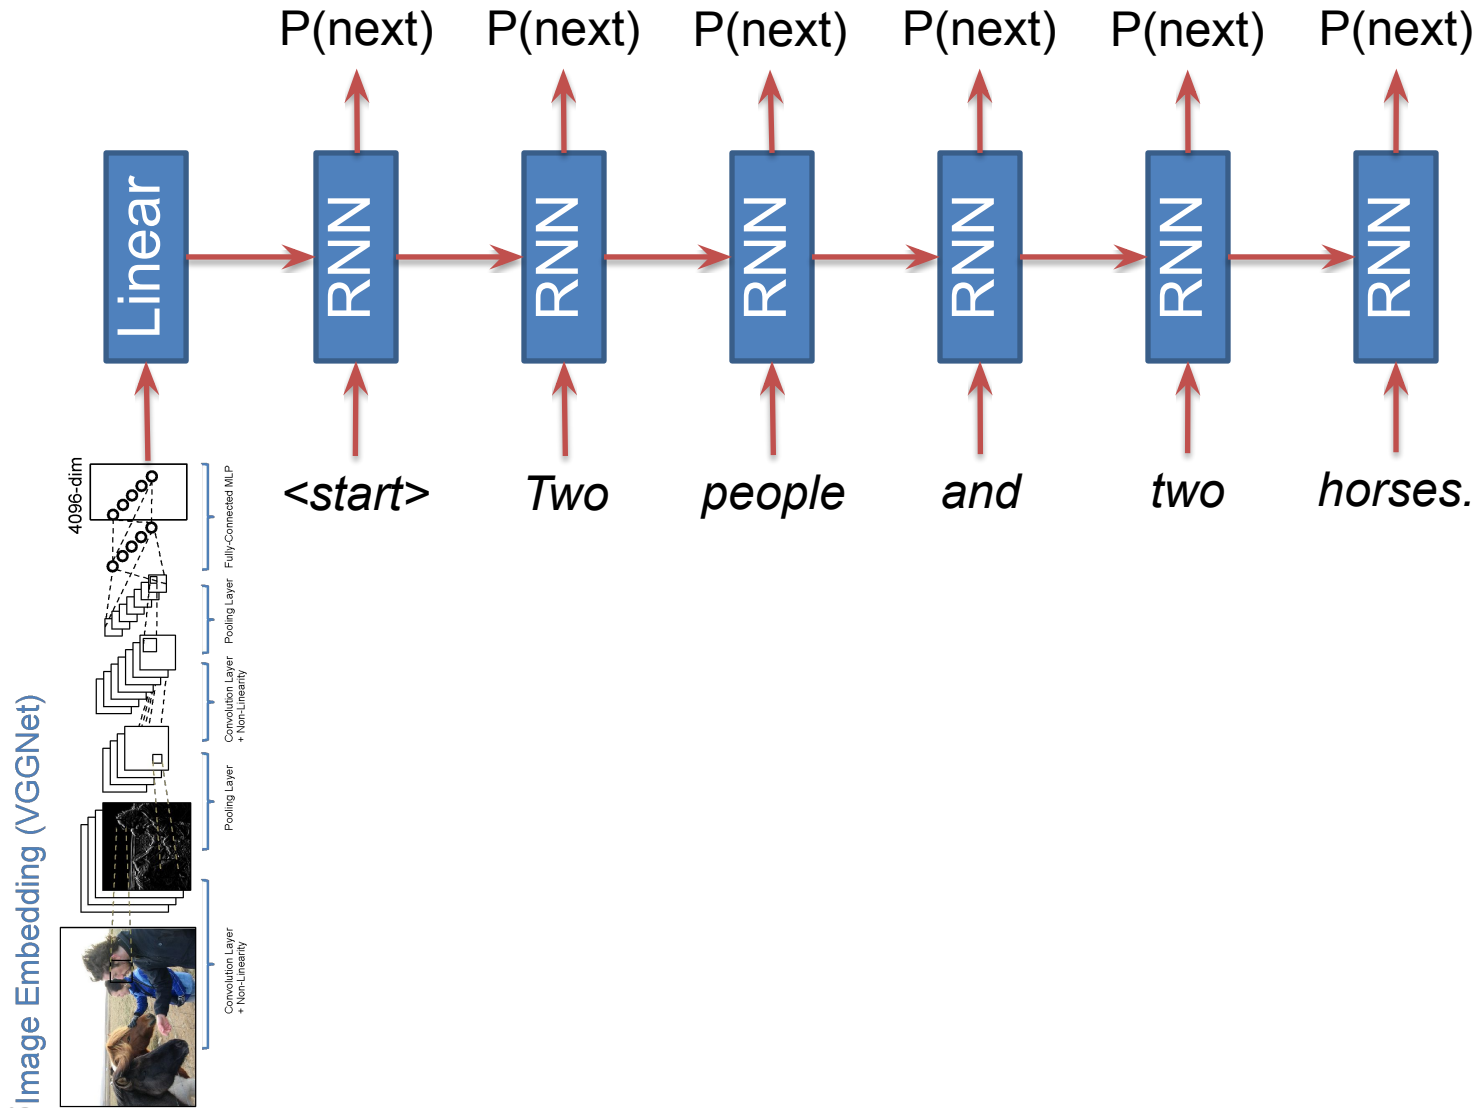 P(next) P(next) P(next) P(next) P(next) P(next)
Linear RNN RNN RNN RNN RNN RNN
<start> Two people and two horses.
4096-dim
Fully-Connected MLP
Pooling Layer
Convolution Layer
+ Non-Linearity
Pooling Layer
Convolution Layer
+ Non-Linearity
Image Embedding (VGGNet)